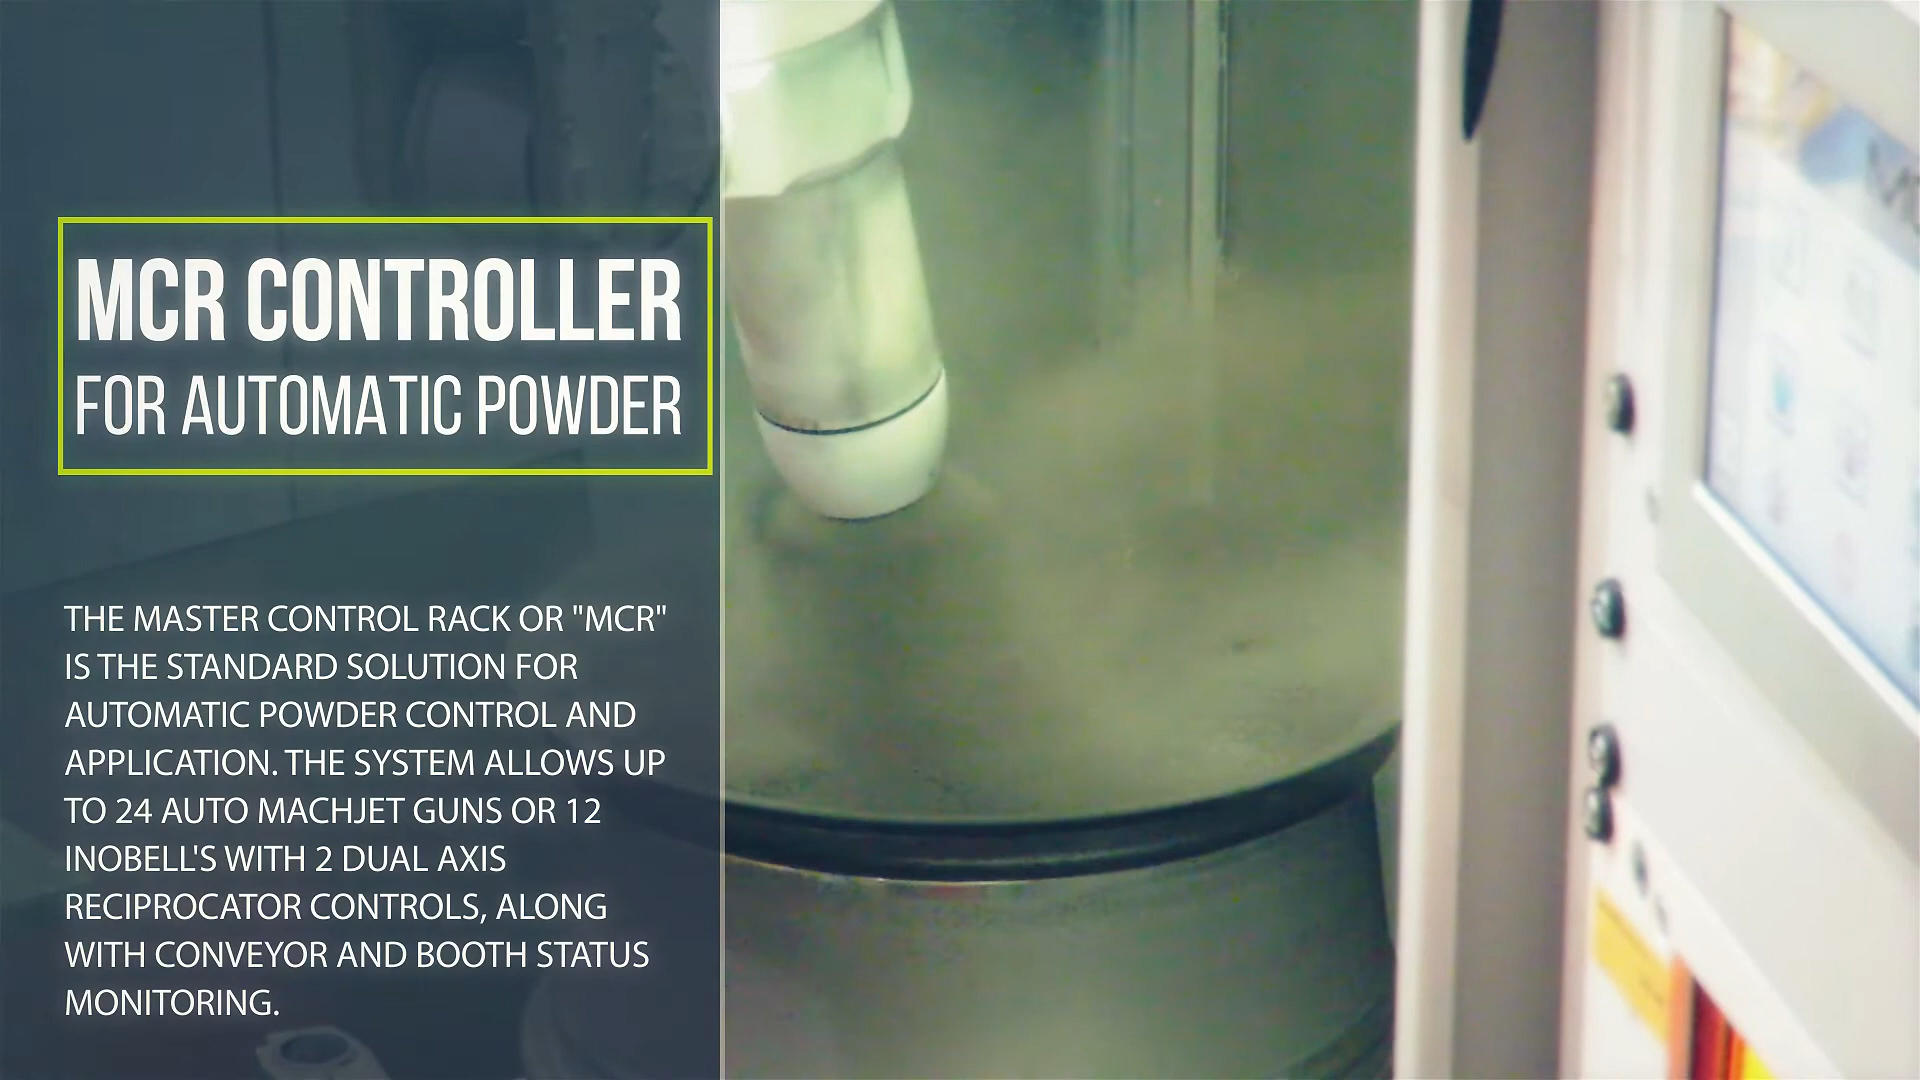 MCR CONTROLLER
FOR AUTOMATIC POWDER
THE MASTER CONTROL RACK OR "MCR"
IS THE STANDARD SOLUTION FOR
AUTOMATIC POWDER CONTROL AND
APPLICATION. THE SYSTEM ALLOWS UP
TO 24 AUTO MACHJET GUNS OR 12
INOBELL'S WITH 2 DUAL AXIS
RECIPROCATOR CONTROLS, ALONG
WITH CONVEYOR AND BOOTH STATUS
MONITORING.